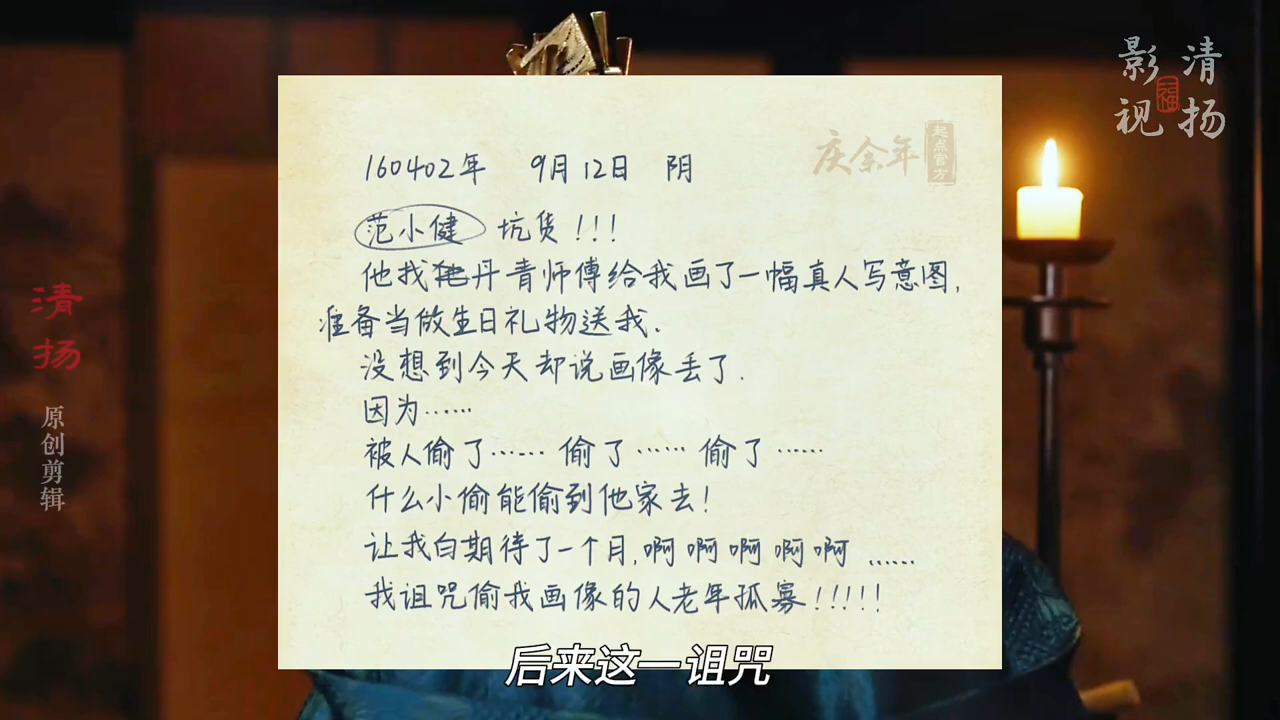 影视
清扬
福
庆余年
起点官方
160402年 9月12日 阴
范小健 坑货!!!
他找丹青师傅给我画了一幅真人写意图,
准备当做生日礼物送我.
没想到今天却说画像丢了.
因为……
被人偷了…… 偷了…… 偷了……
什么小偷能偷到他家去!
让我白期待了一个月,啊啊啊啊啊……
我诅咒偷我画像的人老年孤寡!!!!!
清扬
原创剪辑
后来这一诅咒